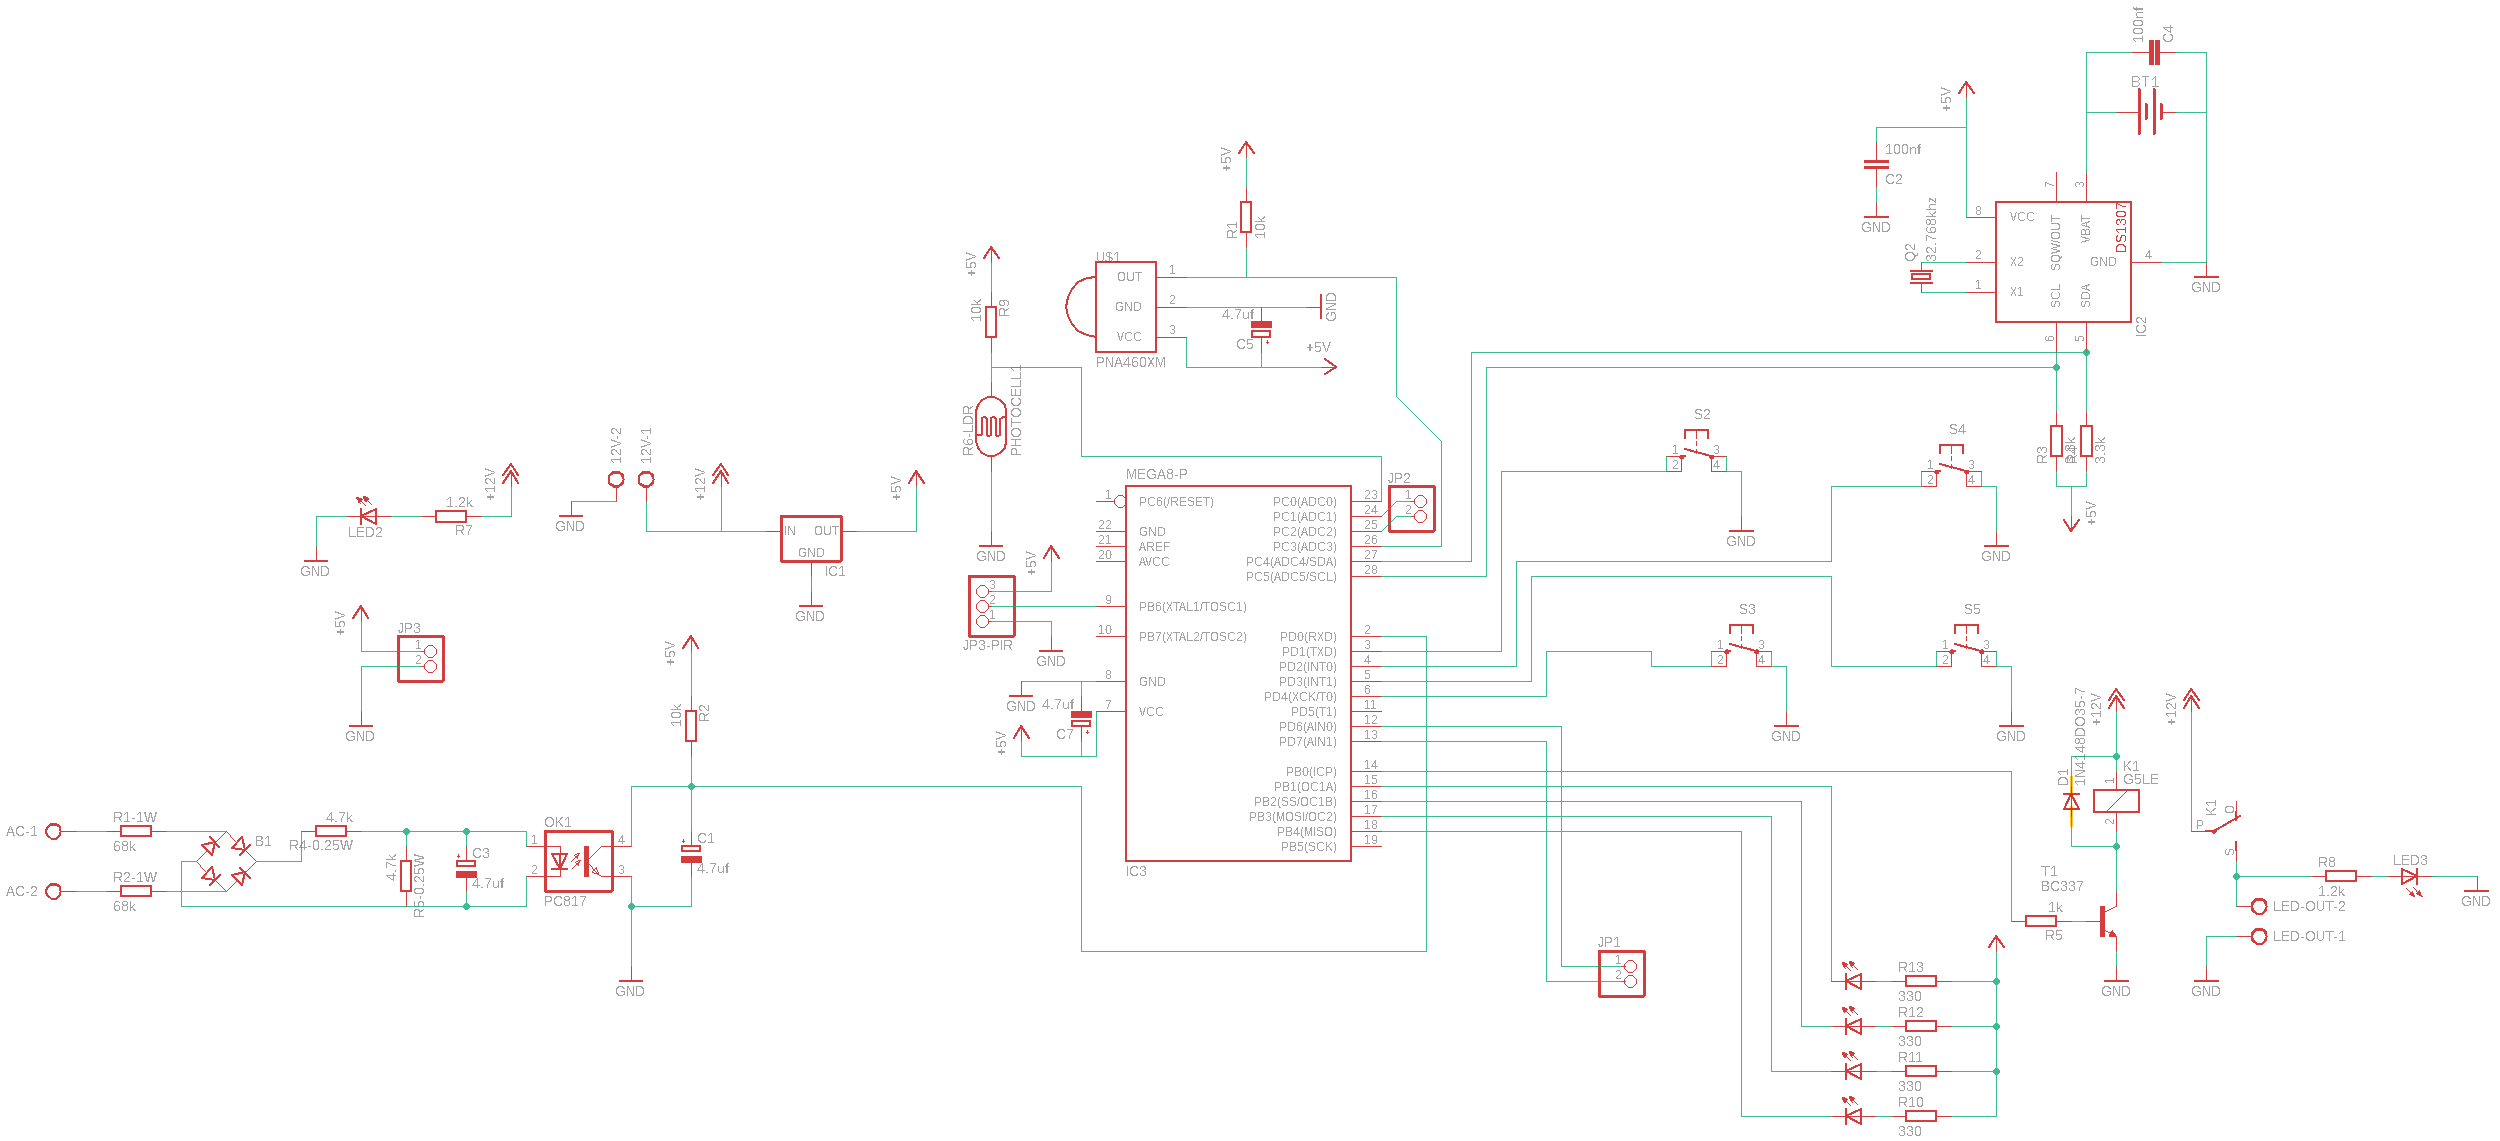 100nf
C4
BT1
+5V
100nf
C2
GND
7
3
8
VCC
SQW/OUT
VBAT
DS1307
Q2
32.768khz
2
X2
GND
4
1
X1
SCL
SDA
GND
6
5
IC2
R3
R4
3.3k
+5V
+5V
R1
10k
U$1
OUT
1
GND
2
VCC
3
PNA460XM
4.7uf
C5
GND
+5V
+5V
10k
R9
R6-LDR
PHOTOCELL1
GND
S2
1
3
2
4
GND
S4
1
3
2
4
GND
S3
1
3
2
4
GND
S5
1
3
2
4
GND
12V-2
12V-1
GND
+12V
IN
OUT
GND
IC1
+5V
GND
LED2
1.2k
R7
+12V
GND
+5V
JP3
1
2
GND
+5V
3
2
1
JP3-PIR
GND
MEGA8-P
1
PC6(/RESET)
22
GND
21
AREF
20
AVCC
9
PB6(XTAL1/TOSC1)
10
PB7(XTAL2/TOSC2)
8
GND
7
VCC
PC0(ADC0)
23
PC1(ADC1)
24
PC2(ADC2)
25
PC3(ADC3)
26
PC4(ADC4/SDA)
27
PC5(ADC5/SCL)
28
PD0(RXD)
2
PD1(TXD)
3
PD2(INT0)
4
PD3(INT1)
5
PD4(XCK/T0)
6
PD5(T1)
11
PD6(AIN0)
12
PD7(AIN1)
13
PB0(ICP)
14
PB1(OC1A)
15
PB2(SS/OC1B)
16
PB3(MOSI/OC2)
17
PB4(MISO)
18
PB5(SCK)
19
IC3
JP2
1
2
GND
4.7uf
C7
+5V
+5V
10k
R2
C1
4.7uf
GND
AC-1
R1-1W
68k
AC-2
R2-1W
68k
B1
4.7k
R4-0.25W
4.7k
R5-0.25W
C3
4.7uf
OK1
1
4
2
3
PC817
JP1
1
2
R13
330
R12
330
R11
330
R10
330
1k
R5
T1
BC337
GND
D1
1N4148DO35-7
+12V
K1
G5LE
1
2
+12V
K1
P
O
S
R8
1.2k
LED3
GND
LED-OUT-2
LED-OUT-1
GND